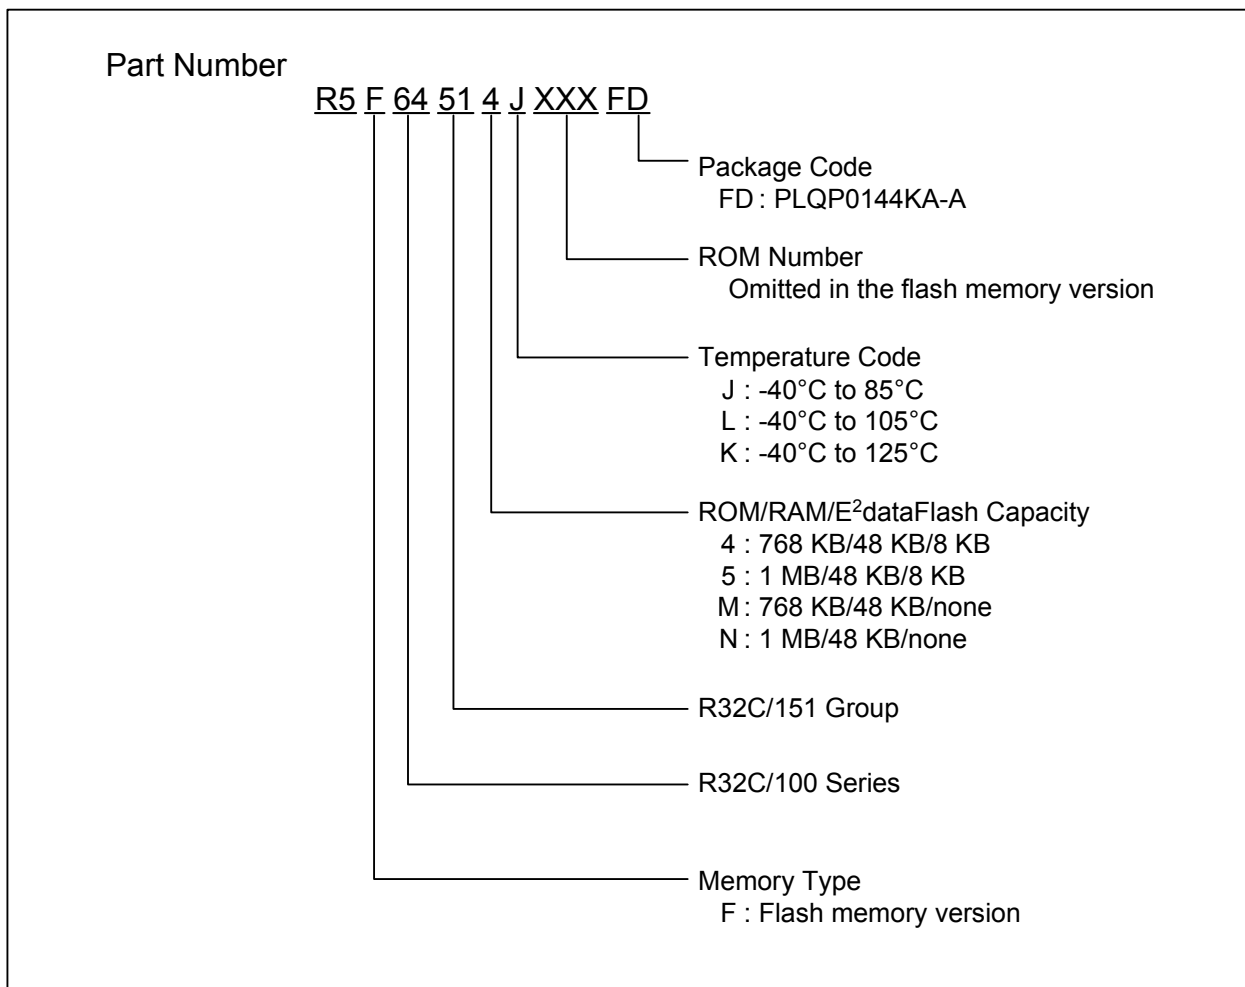 Part Number
R5 F 64 51 4 J XXX FD
Package Code
FD : PLQP0144KA-A
ROM Number
Omitted in the flash memory version
Temperature Code
J : -40°C to 85°C
L : -40°C to 105°C
K : -40°C to 125°C
ROM/RAM/E²dataFlash Capacity
4 : 768 KB/48 KB/8 KB
5 : 1 MB/48 KB/8 KB
M : 768 KB/48 KB/none
N : 1 MB/48 KB/none
R32C/151 Group
R32C/100 Series
Memory Type
F : Flash memory version